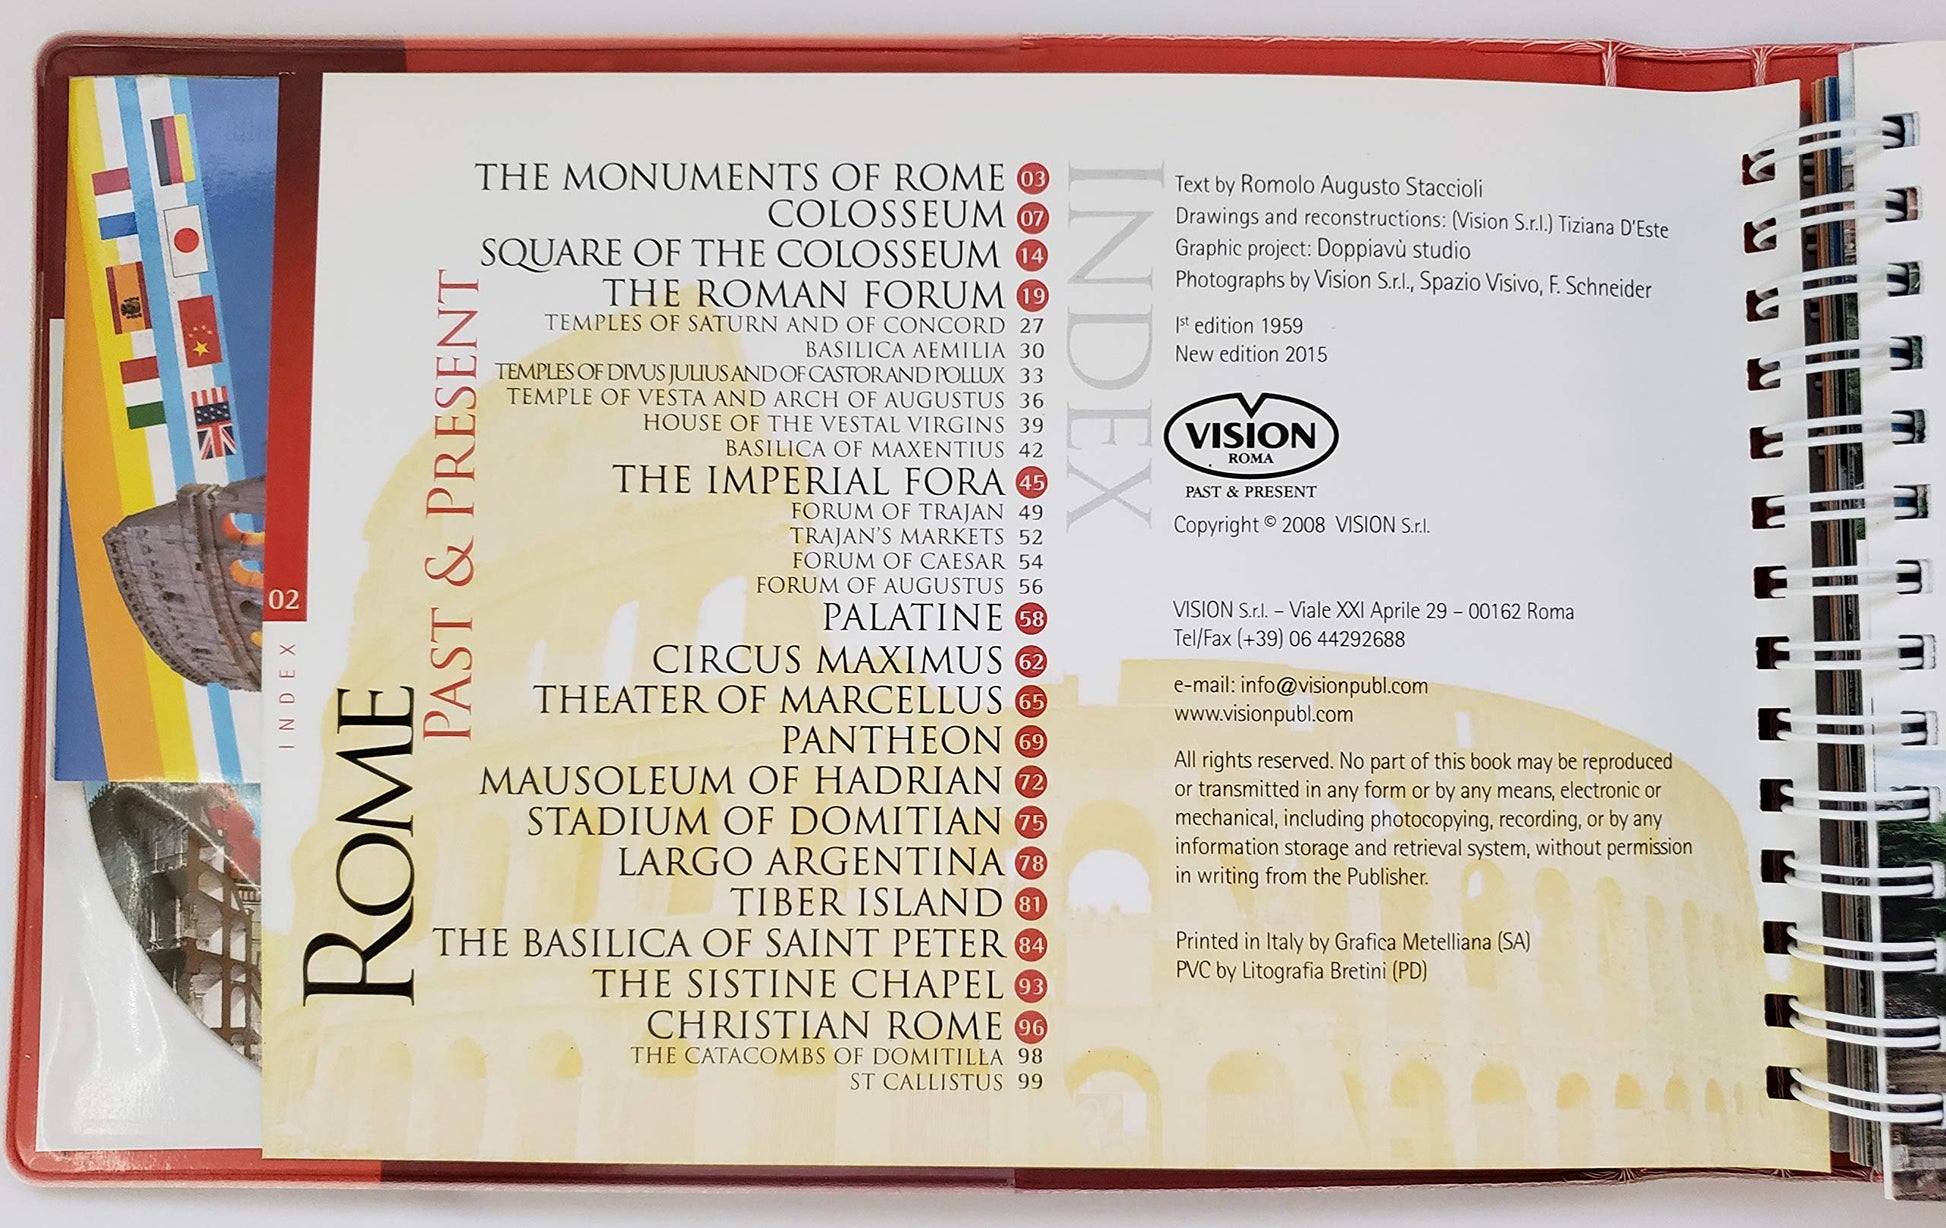 THE MONUMENTS OF ROME 03
COLOSSEUM 07
SQUARE OF THE COLOSSEUM 14
THE ROMAN FORUM 19
TEMPLES OF SATURN AND OF CONCORD 27
BASILICA AEMILIA 30
TEMPLES OF DIVUS JULIUS AND OF CASTOR AND POLLUX 33
TEMPLE OF VESTA AND ARCH OF AUGUSTUS 36
HOUSE OF THE VESTAL VIRGINS 39
BASILICA OF MAXENTIUS 42
THE IMPERIAL FORA 45
FORUM OF TRAJAN 49
TRAJAN'S MARKETS 52
FORUM OF CAESAR 54
FORUM OF AUGUSTUS 56
PALATINE 58
CIRCUS MAXIMUS 62
THEATER OF MARCELLUS 65
PANTHEON 69
MAUSOLEUM OF HADRIAN 72
STADIUM OF DOMITIAN 75
LARGO ARGENTINA 78
TIBER ISLAND 81
THE BASILICA OF SAINT PETER 84
THE SISTINE CHAPEL 93
CHRISTIAN ROME 96
THE CATACOMBS OF DOMITILLA 98
ST CALLISTUS 99
ROME
PAST & PRESENT
02
INDEX
INDEX
Text by Romolo Augusto Staccioli
Drawings and reconstructions: (Vision S.r.l.) Tiziana D'Este
Graphic project: Doppiavù studio
Photographs by Vision S.r.l., Spazio Visivo, F. Schneider
Ist edition 1959
New edition 2015
VISION
ROMA
PAST & PRESENT
Copyright © 2008 VISION S.r.l.
VISION S.r.l. – Viale XXI Aprile 29 – 00162 Roma
Tel/Fax (+39) 06 44292688
e-mail: info@visionpubl.com
www.visionpubl.com
All rights reserved. No part of this book may be reproduced
or transmitted in any form or by any means, electronic or
mechanical, including photocopying, recording, or by any
information storage and retrieval system, without permission
in writing from the Publisher.
Printed in Italy by Grafica Metelliana (SA)
PVC by Litografia Bretini (PD)